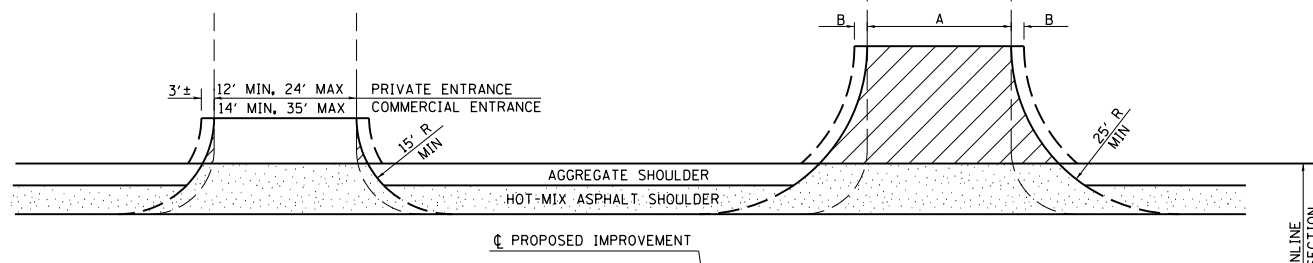 B A B
3'± 12' MIN, 24' MAX PRIVATE ENTRANCE
14' MIN, 35' MAX COMMERCIAL ENTRANCE
15' R
MIN
25' R
MIN
AGGREGATE SHOULDER
HOT-MIX ASPHALT SHOULDER
℄ PROPOSED IMPROVEMENT